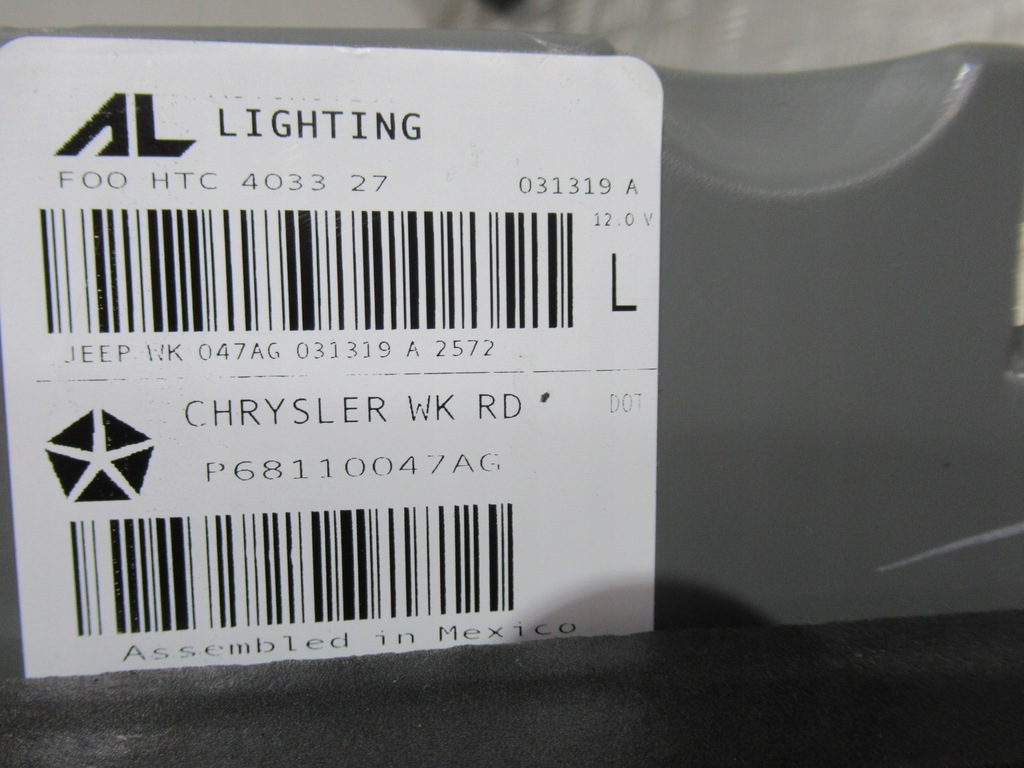 AL LIGHTING
FOO HTC 4033 27 031319 A
12.0 V
L
JEEP WK 047AG 031319 A 2572
CHRYSLER WK RD DOT
P68110047AG
Assembled in Mexico